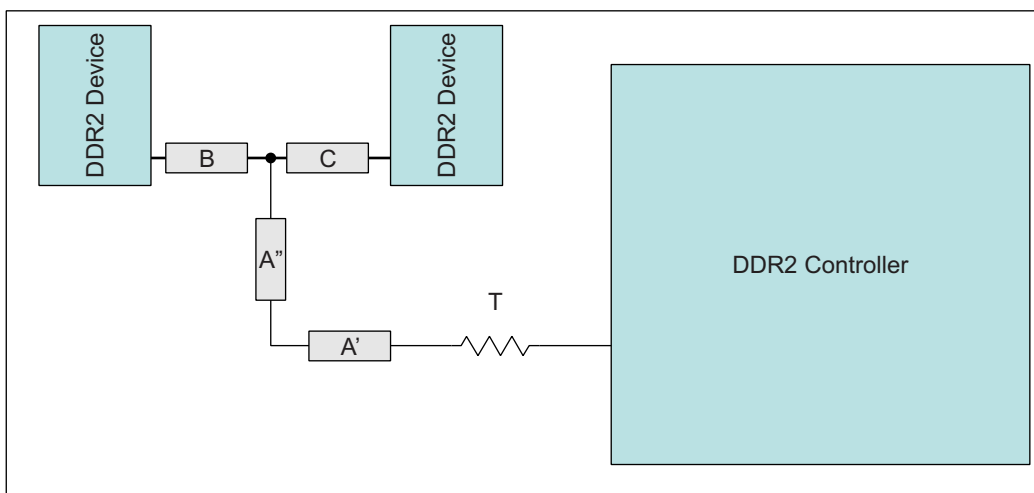 DDR2 Device
DDR2 Device
B
C
A”
DDR2 Controller
T
A'